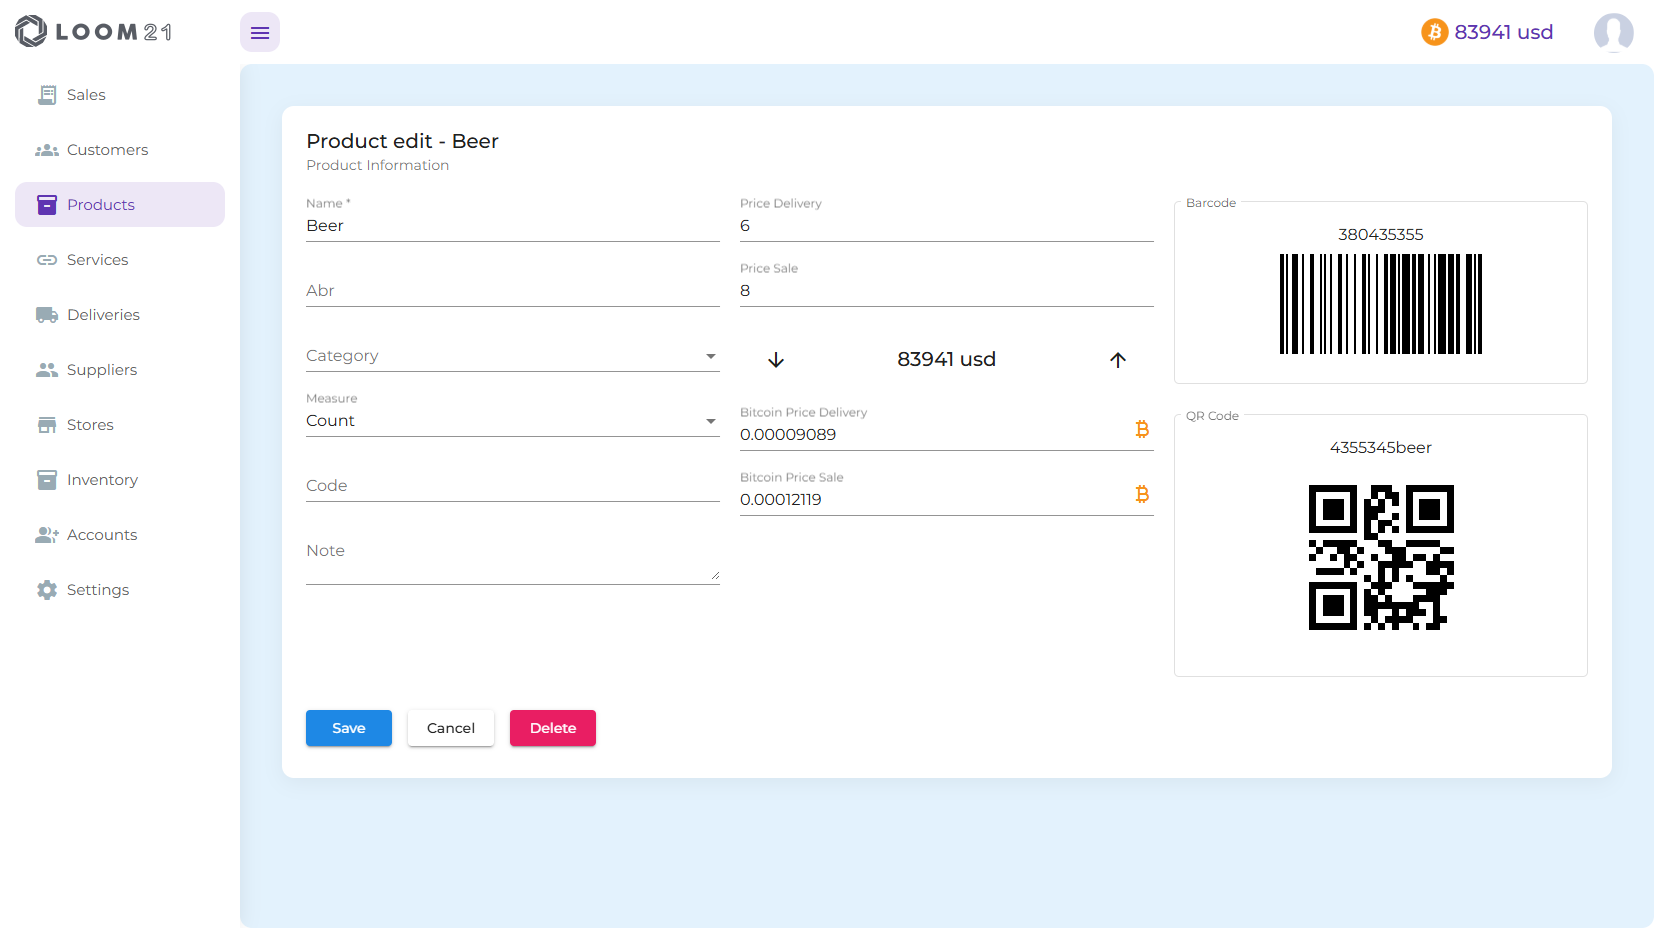 LOOM21
83941 usd
Sales
Customers
Products
Services
Deliveries
Suppliers
Stores
Inventory
Accounts
Settings
Product edit - Beer
Product Information
Name *
Beer
Abr
Category
Measure
Count
Code
Note
Price Delivery
6
Price Sale
8
83941 usd
Bitcoin Price Delivery
0.00009089
Bitcoin Price Sale
0.00012119
Barcode
380435355
QR Code
4355345beer
Save
Cancel
Delete